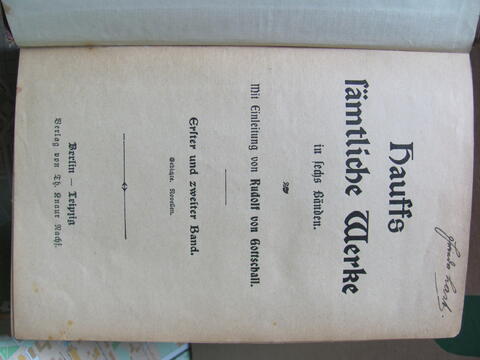 Hauffs
sämtliche Werke
in sechs Bänden.
Mit Einleitung von Rudolf von Gottschall.
Erster und zweiter Band.
Gedichte. Novellen.
Berlin – Leipzig
Verlag von Th. Knaur Nachf.